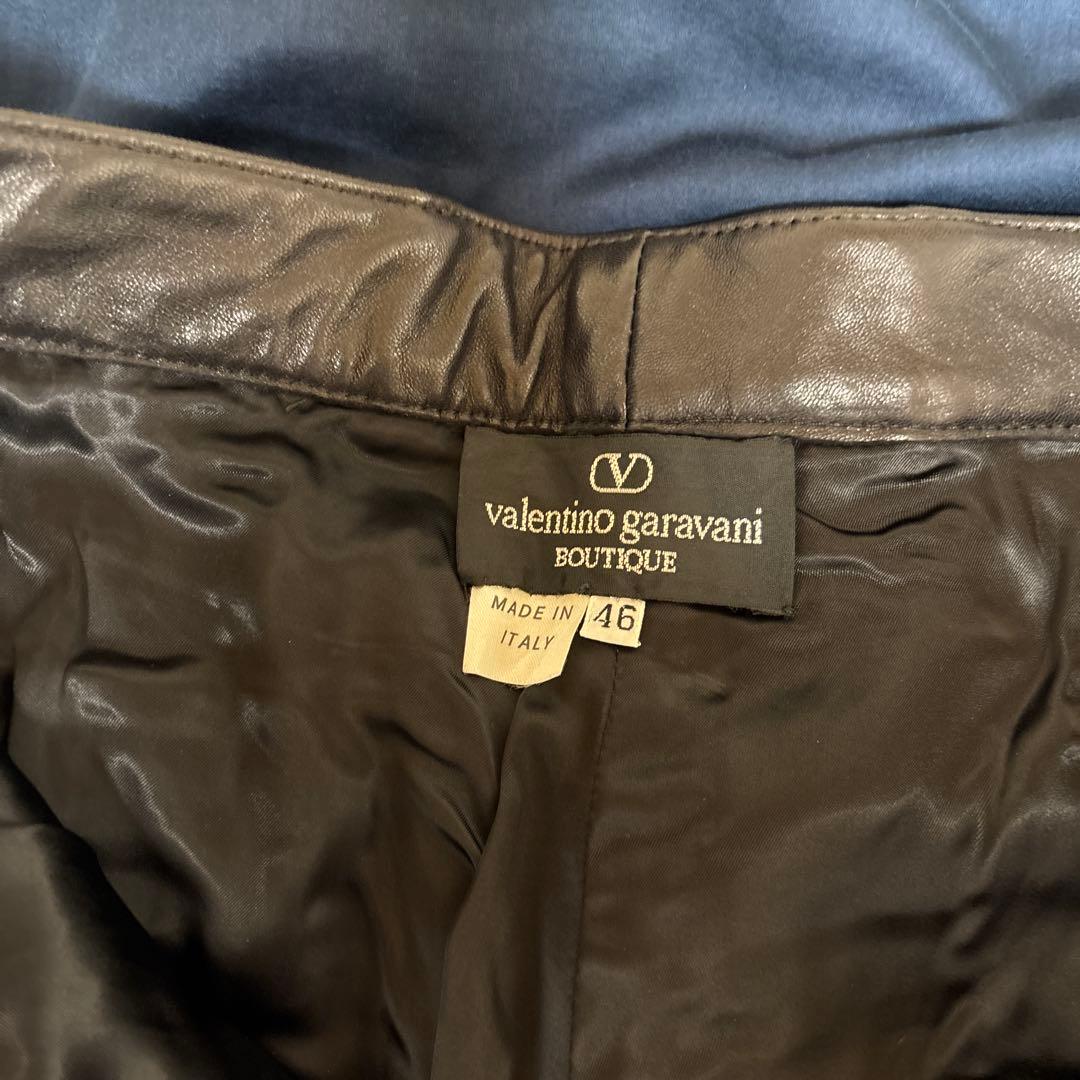 V
valentino garavani
BOUTIQUE
MADE IN
ITALY
46